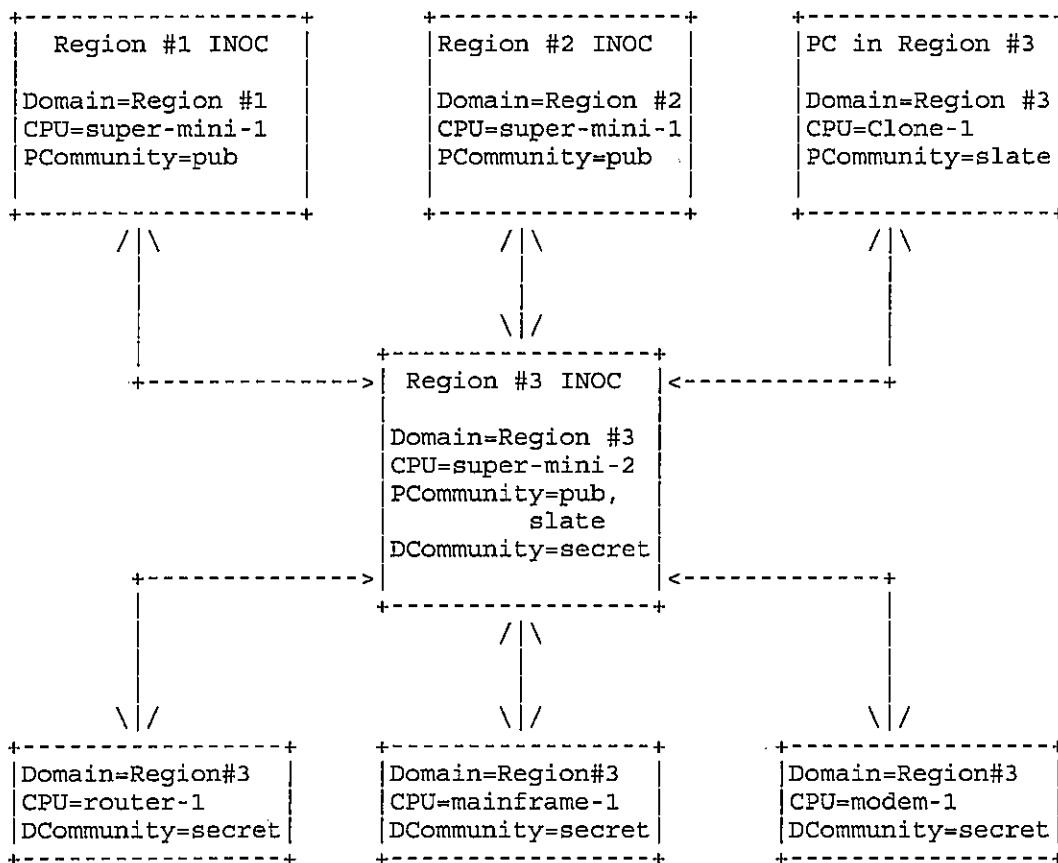 Region #1 INOC
Domain=Region #1
CPU=super-mini-1
PCommunity=pub
Region #2 INOC
Domain=Region #2
CPU=super-mini-1
PCommunity=pub
PC in Region #3
Domain=Region #3
CPU=Clone-1
PCommunity=slate
Region #3 INOC
Domain=Region #3
CPU=super-mini-2
PCommunity=pub,
slate
DCommunity=secret
Domain=Region#3
CPU=router-1
DCommunity=secret
Domain=Region#3
CPU=mainframe-1
DCommunity=secret
Domain=Region#3
CPU=modem-1
DCommunity=secret